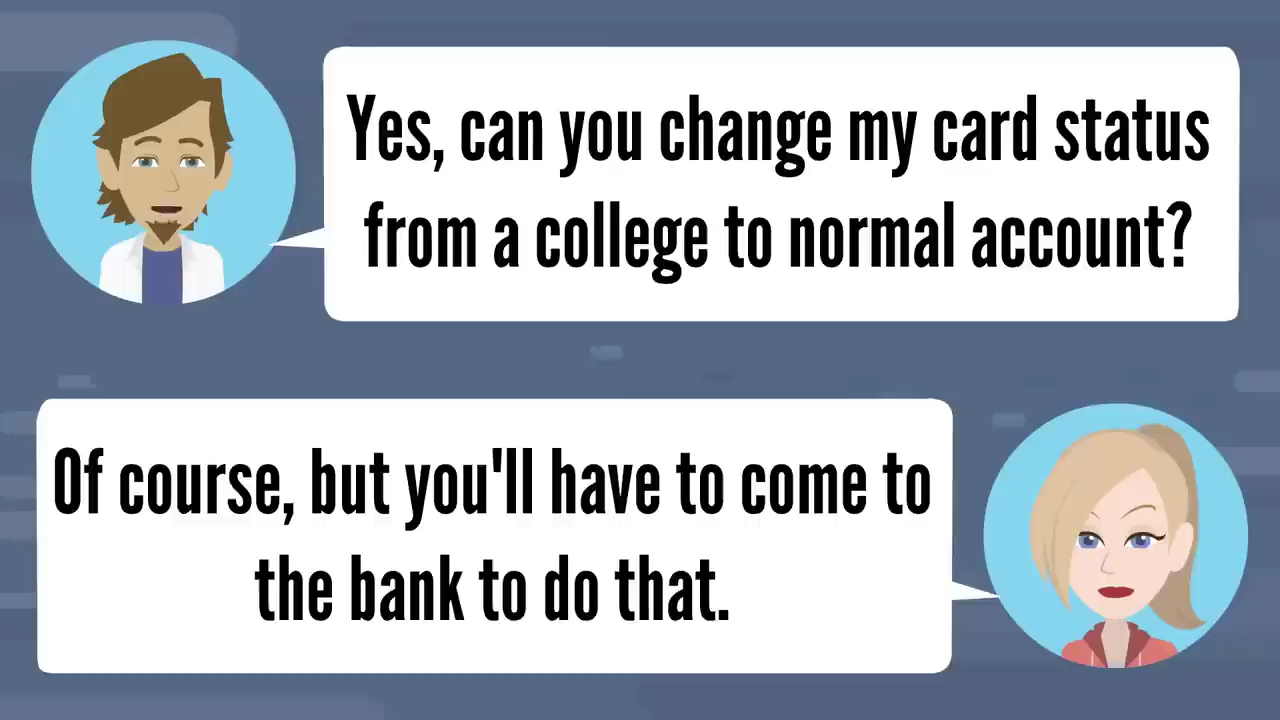 Yes, can you change my card status
from a college to normal account?
Of course, but you'll have to come to
the bank to do that.